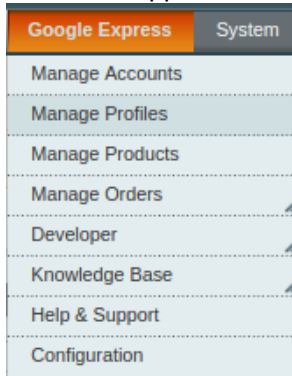 Google Express System
Manage Accounts
Manage Profiles
Manage Products
Manage Orders
Developer
Knowledge Base
Help & Support
Configuration